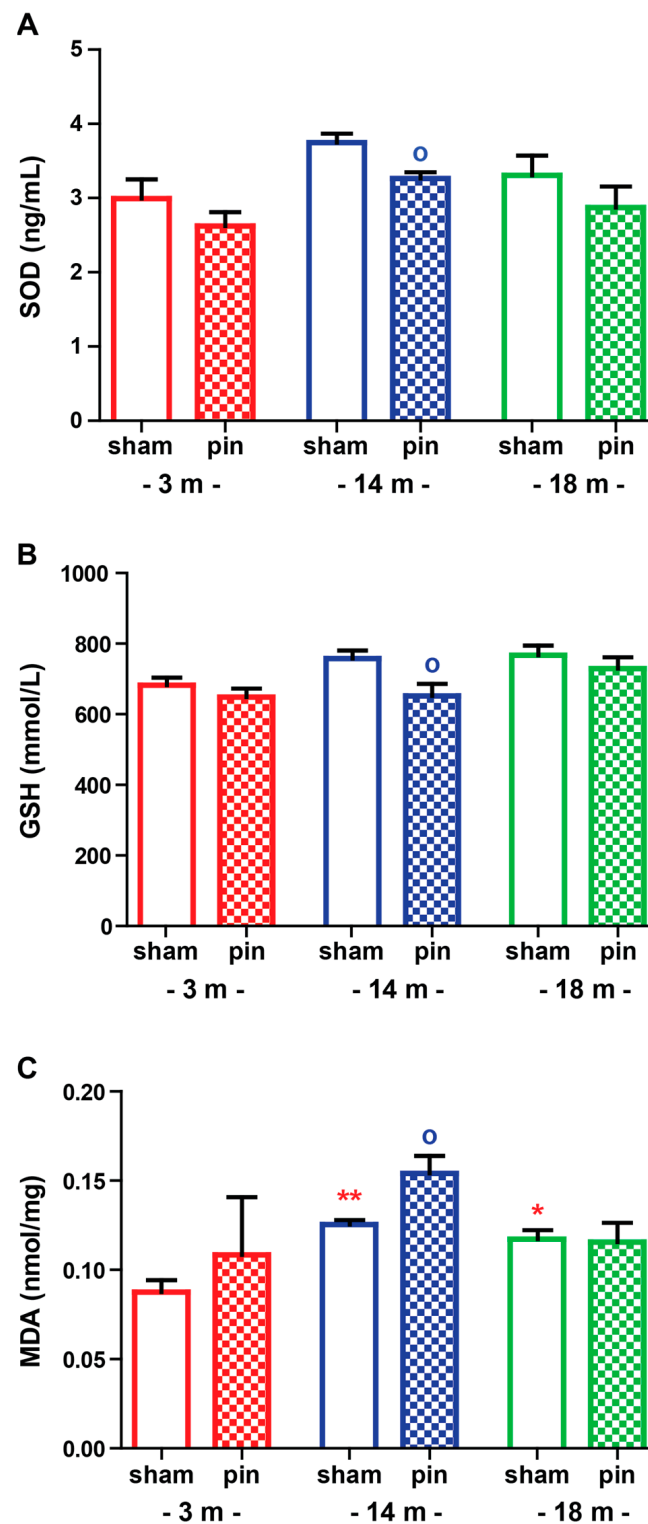 A
SOD (ng/mL)
5
4
3
2
1
0
o
sham pin sham pin sham pin
- 3 m - - 14 m - - 18 m -
B
GSH (mmol/L)
1000
800
600
400
200
0
o
sham pin sham pin sham pin
- 3 m - - 14 m - - 18 m -
C
MDA (nmol/mg)
0.20
0.15
0.10
0.05
0.00
o
** *
sham pin sham pin sham pin
- 3 m - - 14 m - - 18 m -